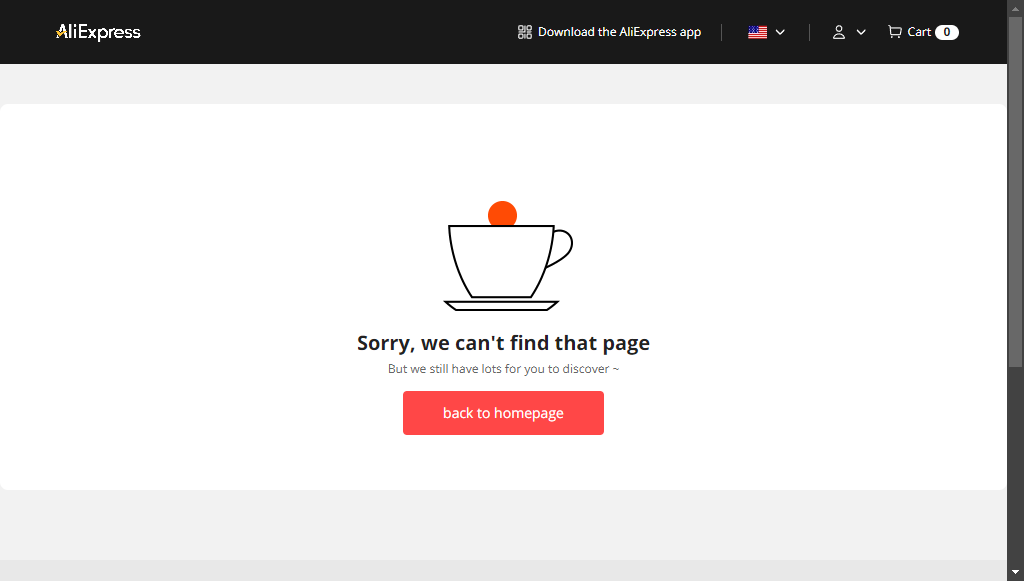 AliExpress
Download the AliExpress app
Cart 0
Sorry, we can't find that page
But we still have lots for you to discover ~
back to homepage